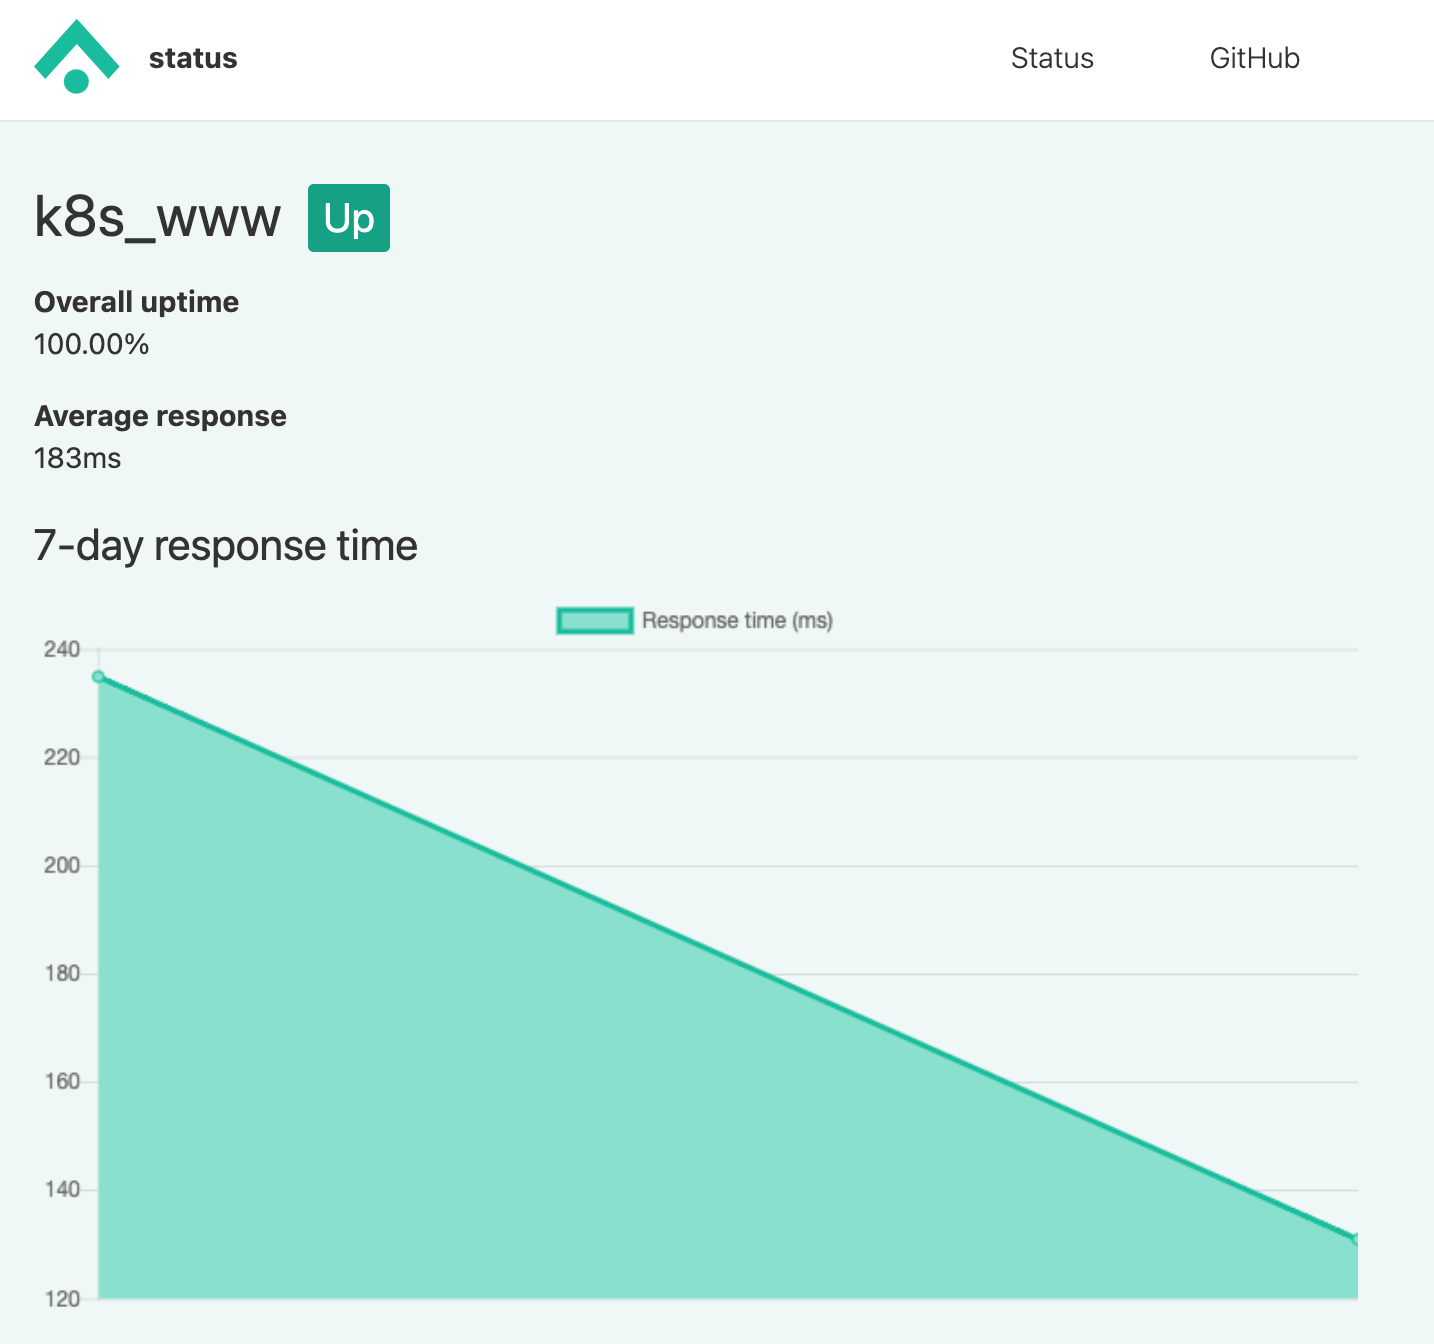 status
Status
GitHub
k8s_www
Up
Overall uptime
100.00%
Average response
183ms
7-day response time
Response time (ms)
240
220
200
180
160
140
120